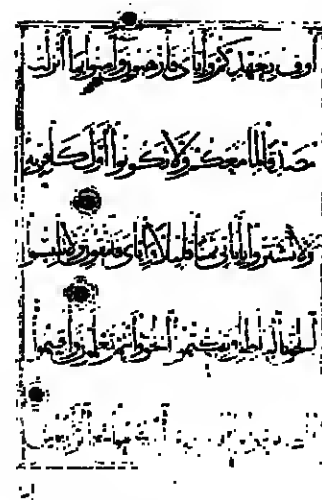 أوف بعهدكم وإياي فارهبون وآمنوا بما أنزلت
مصدقا لما معكم ولا تكونوا أول كافر به
ولا تشتروا بآياتي ثمنا قليلا وإياي فاتقون ولا تلبسوا
الحق بالباطل وتكتموا الحق وأنتم تعلمون وأقيموا